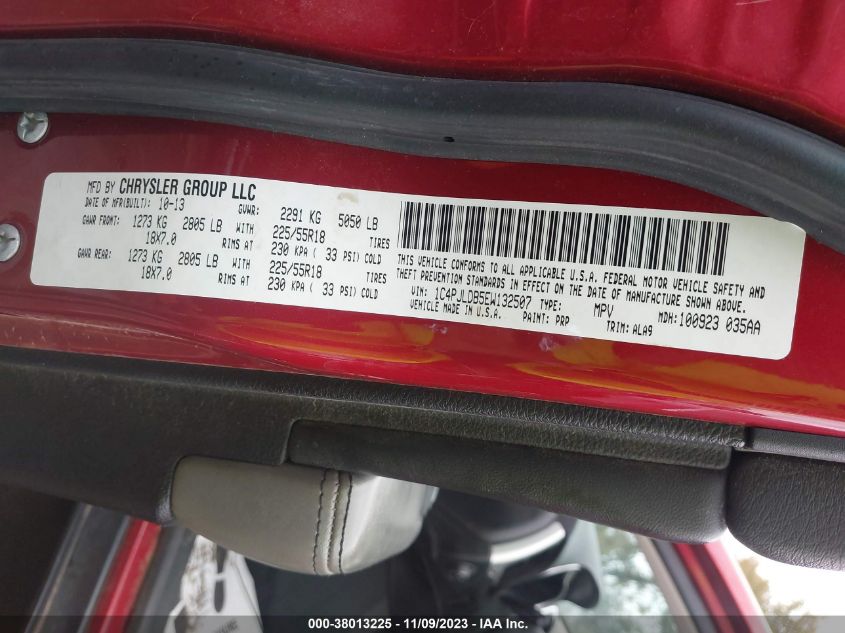 MFD BY CHRYSLER GROUP LLC
DATE OF MFR(BUILT): 10-13 GVWR: 2291 KG 5050 LB
GAWR FRONT: 1273 KG 2805 LB WITH 225/55R18 TIRES
18X7.0 RIMS AT 230 KPA ( 33 PSI) COLD
GAWR REAR: 1273 KG 2805 LB WITH 225/55R18 TIRES
18X7.0 RIMS AT 230 KPA ( 33 PSI) COLD
THIS VEHICLE CONFORMS TO ALL APPLICABLE U.S.A. FEDERAL MOTOR VEHICLE SAFETY AND
THEFT PREVENTION STANDARDS IN EFFECT ON THE DATE OF MANUFACTURE SHOWN ABOVE.
VIN: 1C4PJLDB5EW132507 TYPE: MPV MDH: 100923 035AA
VEHICLE MADE IN U.S.A. PAINT: PRP TRIM: ALA9
000-38013225 - 11/09/2023 - IAA Inc.